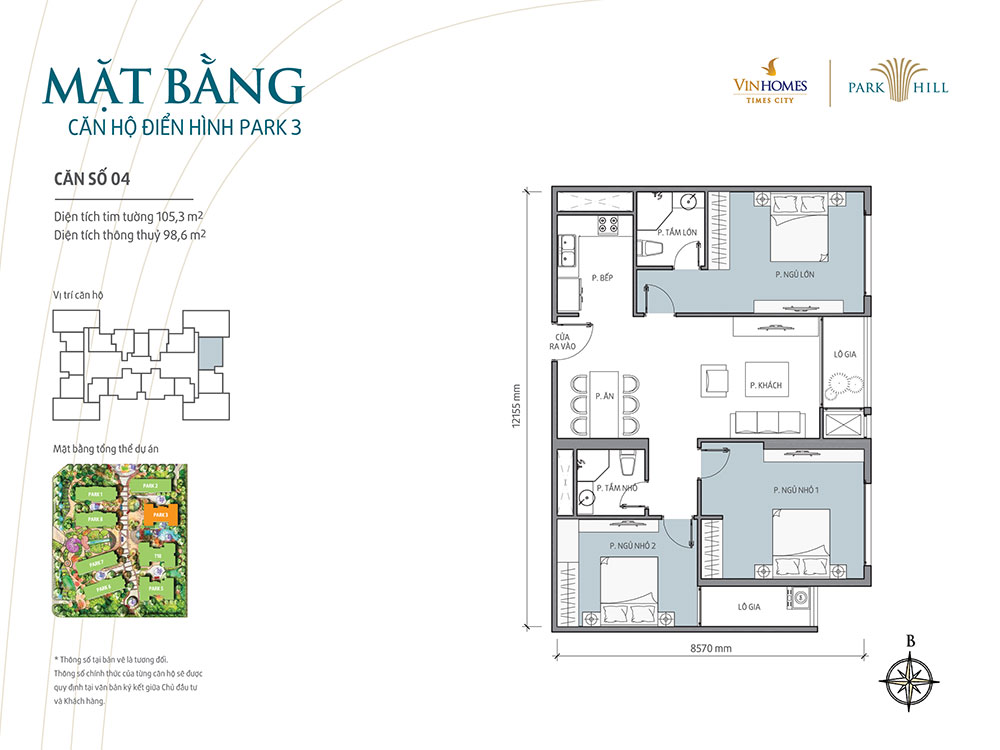 MẶT BẰNG
CĂN HỘ ĐIỂN HÌNH PARK 3
VINHOMES
TIMES CITY
PARK HILL
CĂN SỐ 04
Diện tích tim tường 105,3 m2
Diện tích thông thuỷ 98,6 m2
Vị trí căn hộ
Mặt bằng tổng thể dự án
PARK 1
PARK 2
PARK 3
PARK 8
T18
PARK 7
PARK 6
PARK 5
* Thông số tại bản vẽ là tương đối.
Thông số chính thức của từng căn hộ sẽ được
quy định tại văn bản ký kết giữa Chủ đầu tư
và Khách hàng.
P. TẮM LỚN
P. NGỦ LỚN
P. BẾP
CỬA
RA VÀO
LÔ GIA
P. KHÁCH
P. ĂN
12155 mm
P. TẮM NHỎ
P. NGỦ NHỎ 1
P. NGỦ NHỎ 2
LÔ GIA
8570 mm
B